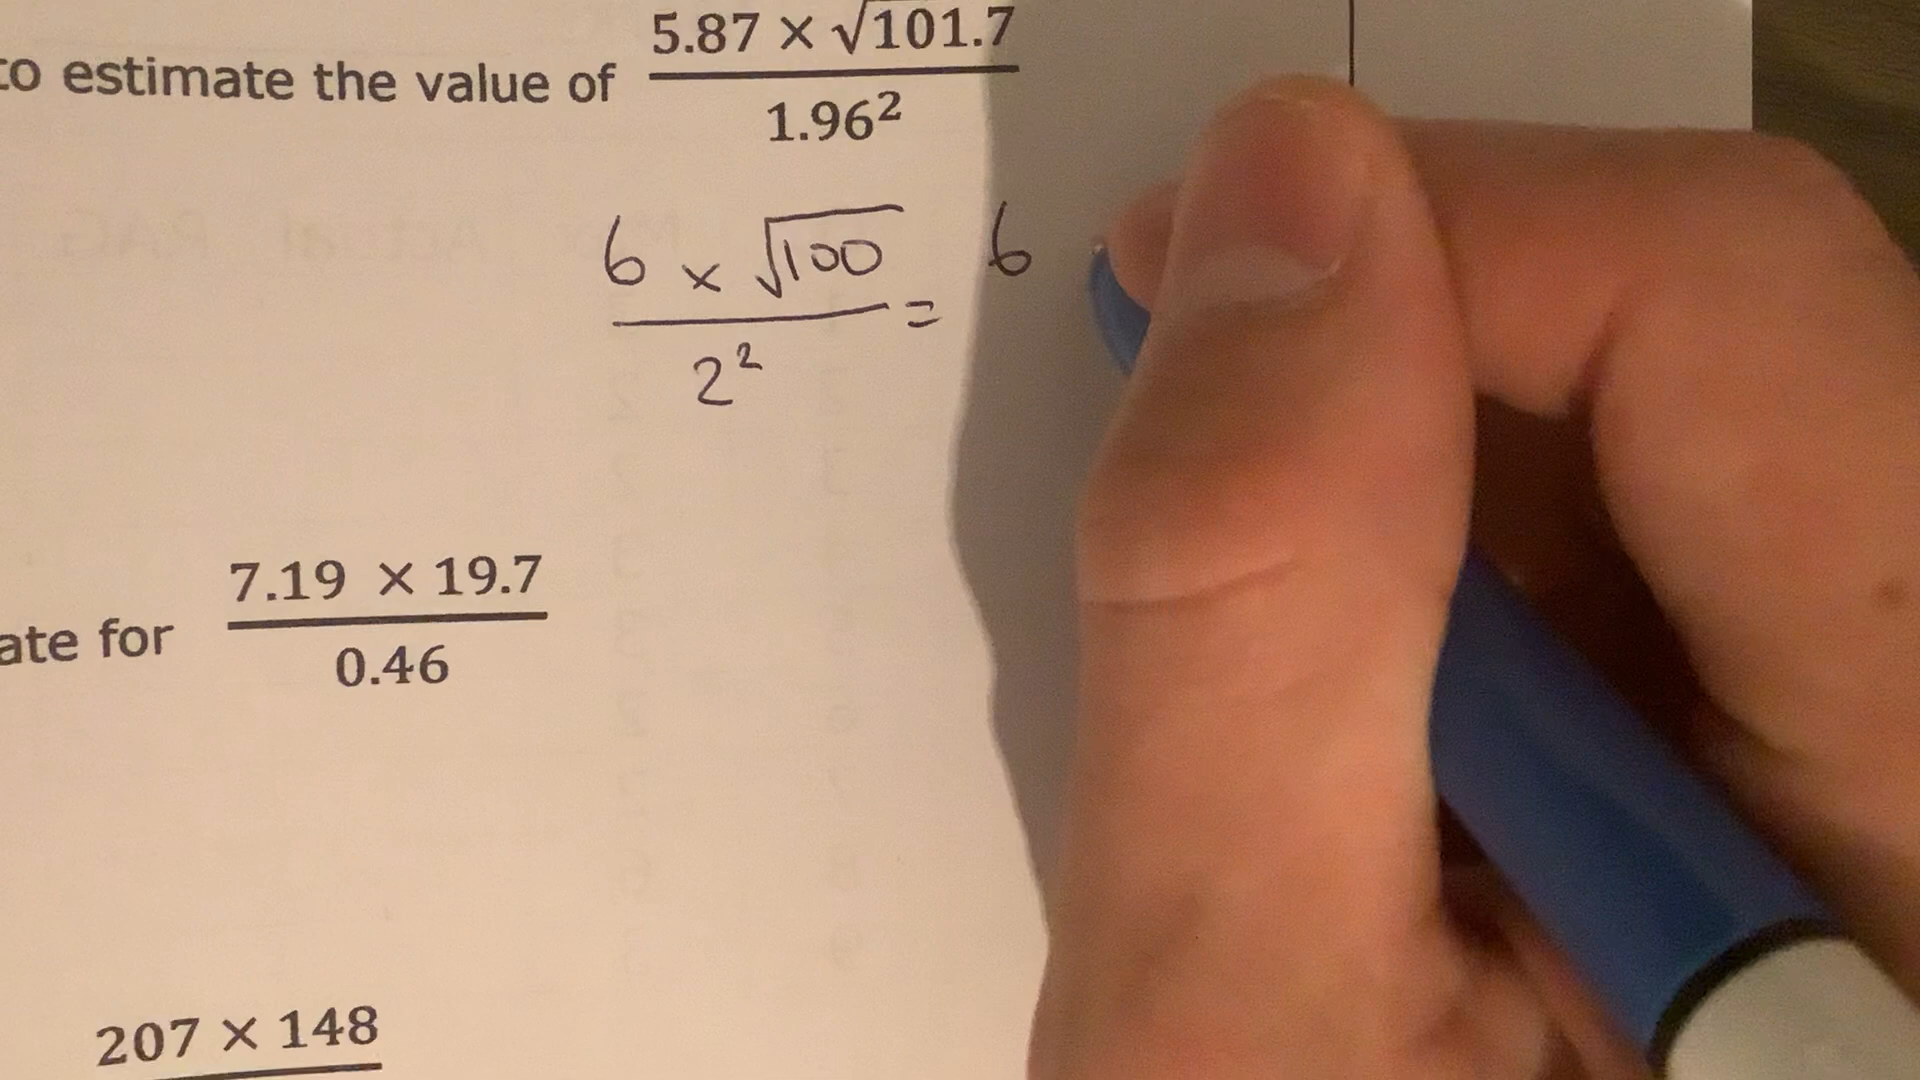 to estimate the value of 5.87 × √101.7
1.96²
6 × √100 = 6
2²
7.19 × 19.7
ate for
0.46
207 × 148